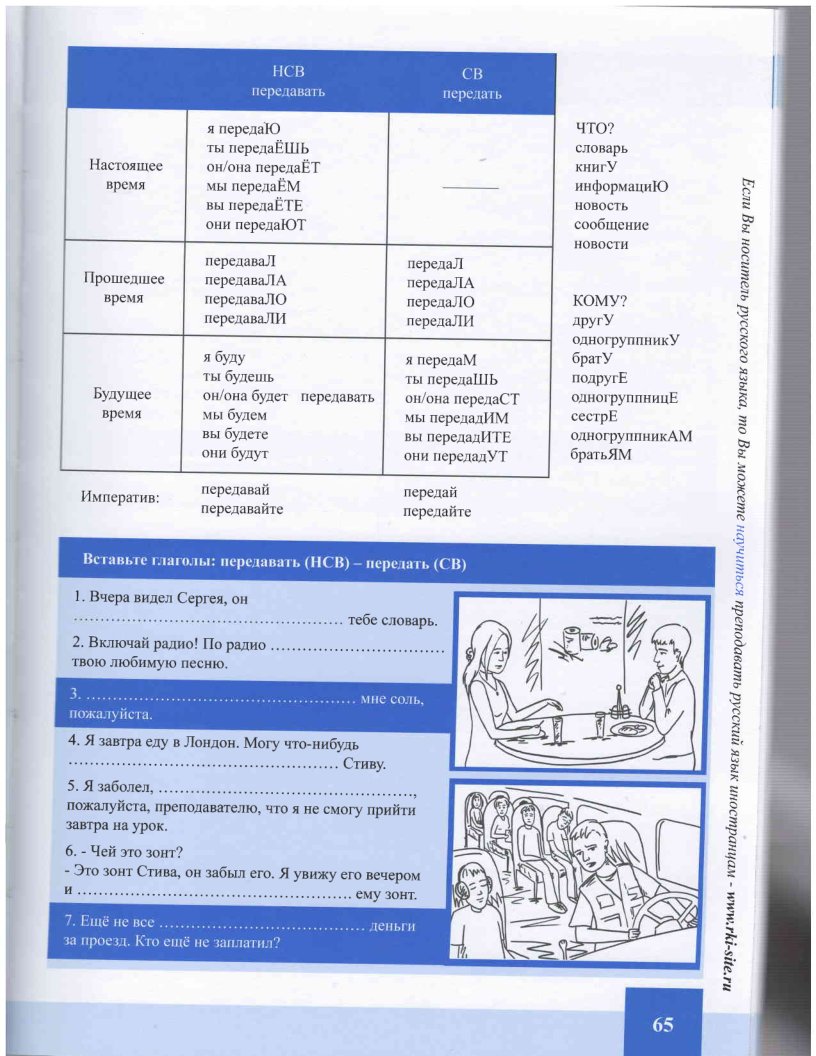 НСВ
передавать
СВ
передать
Настоящее
время
я передаЮ
ты передаЁШЬ
он/она передаЁТ
мы передаЁМ
вы передаЁТЕ
они передаЮТ
Прошедшее
время
передаваЛ
передаваЛА
передаваЛО
передаваЛИ
передаЛ
передаЛА
передаЛО
передаЛИ
Будущее
время
я буду
ты будешь
он/она будет передавать
мы будем
вы будете
они будут
я передаМ
ты передаШЬ
он/она передаСТ
мы передадИМ
вы передадИТЕ
они передадУТ
Императив:
передавай
передавайте
передай
передайте
ЧТО?
словарь
книгУ
информациЮ
новость
сообщение
новости
КОМУ?
другУ
одногруппникУ
братУ
подругЕ
одногруппницЕ
сестрЕ
одногруппникАМ
братьЯМ
Вставьте глаголы: передавать (НСВ) – передать (СВ)
1. Вчера видел Сергея, он
.................................................. тебе словарь.
2. Включай радио! По радио ..................................
твою любимую песню.
3. .................................................. мне соль,
пожалуйста.
4. Я завтра еду в Лондон. Могу что-нибудь
.................................................. Стиву.
5. Я заболел, ..................................................,
пожалуйста, преподавателю, что я не смогу прийти
завтра на урок.
6. - Чей это зонт?
- Это зонт Стива, он забыл его. Я увижу его вечером
и .................................................. ему зонт.
7. Ещё не все ...................................... деньги
за проезд. Кто ещё не заплатил?
Если Вы носитель русского языка, то Вы можете научиться преподавать русский язык иностранцам - www.rki-site.ru
65